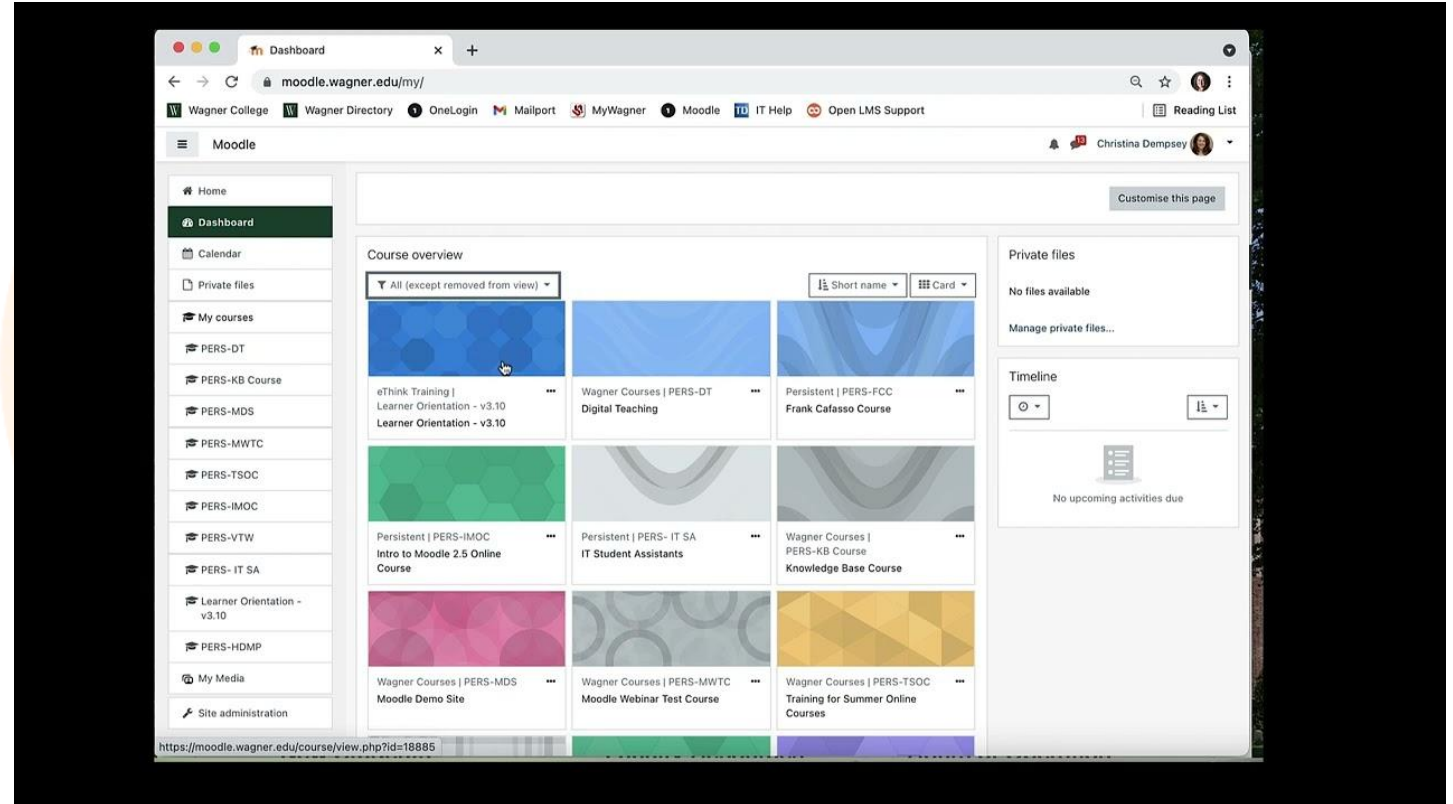 Dashboard
moodle.wagner.edu/my/
Wagner College Wagner Directory OneLogin Mailport MyWagner Moodle TD IT Help Open LMS Support Reading List
Moodle
13 Christina Dempsey
Home
Dashboard
Calendar
Private files
My courses
PERS-DT
PERS-KB Course
PERS-MDS
PERS-MWTC
PERS-TSOC
PERS-IMOC
PERS-VTW
PERS- IT SA
Learner Orientation -
v3.10
PERS-HDMP
My Media
Site administration
Customise this page
Course overview
All (except removed from view)
Short name Card
eThink Training |
Learner Orientation - v3.10
Learner Orientation - v3.10
Wagner Courses | PERS-DT
Digital Teaching
Persistent | PERS-FCC
Frank Cafasso Course
Persistent | PERS-IMOC
Intro to Moodle 2.5 Online
Course
Persistent | PERS- IT SA
IT Student Assistants
Wagner Courses |
PERS-KB Course
Knowledge Base Course
Wagner Courses | PERS-MDS
Moodle Demo Site
Wagner Courses | PERS-MWTC
Moodle Webinar Test Course
Wagner Courses | PERS-TSOC
Training for Summer Online
Courses
Private files
No files available
Manage private files...
Timeline
No upcoming activities due
https://moodle.wagner.edu/course/view.php?id=18885